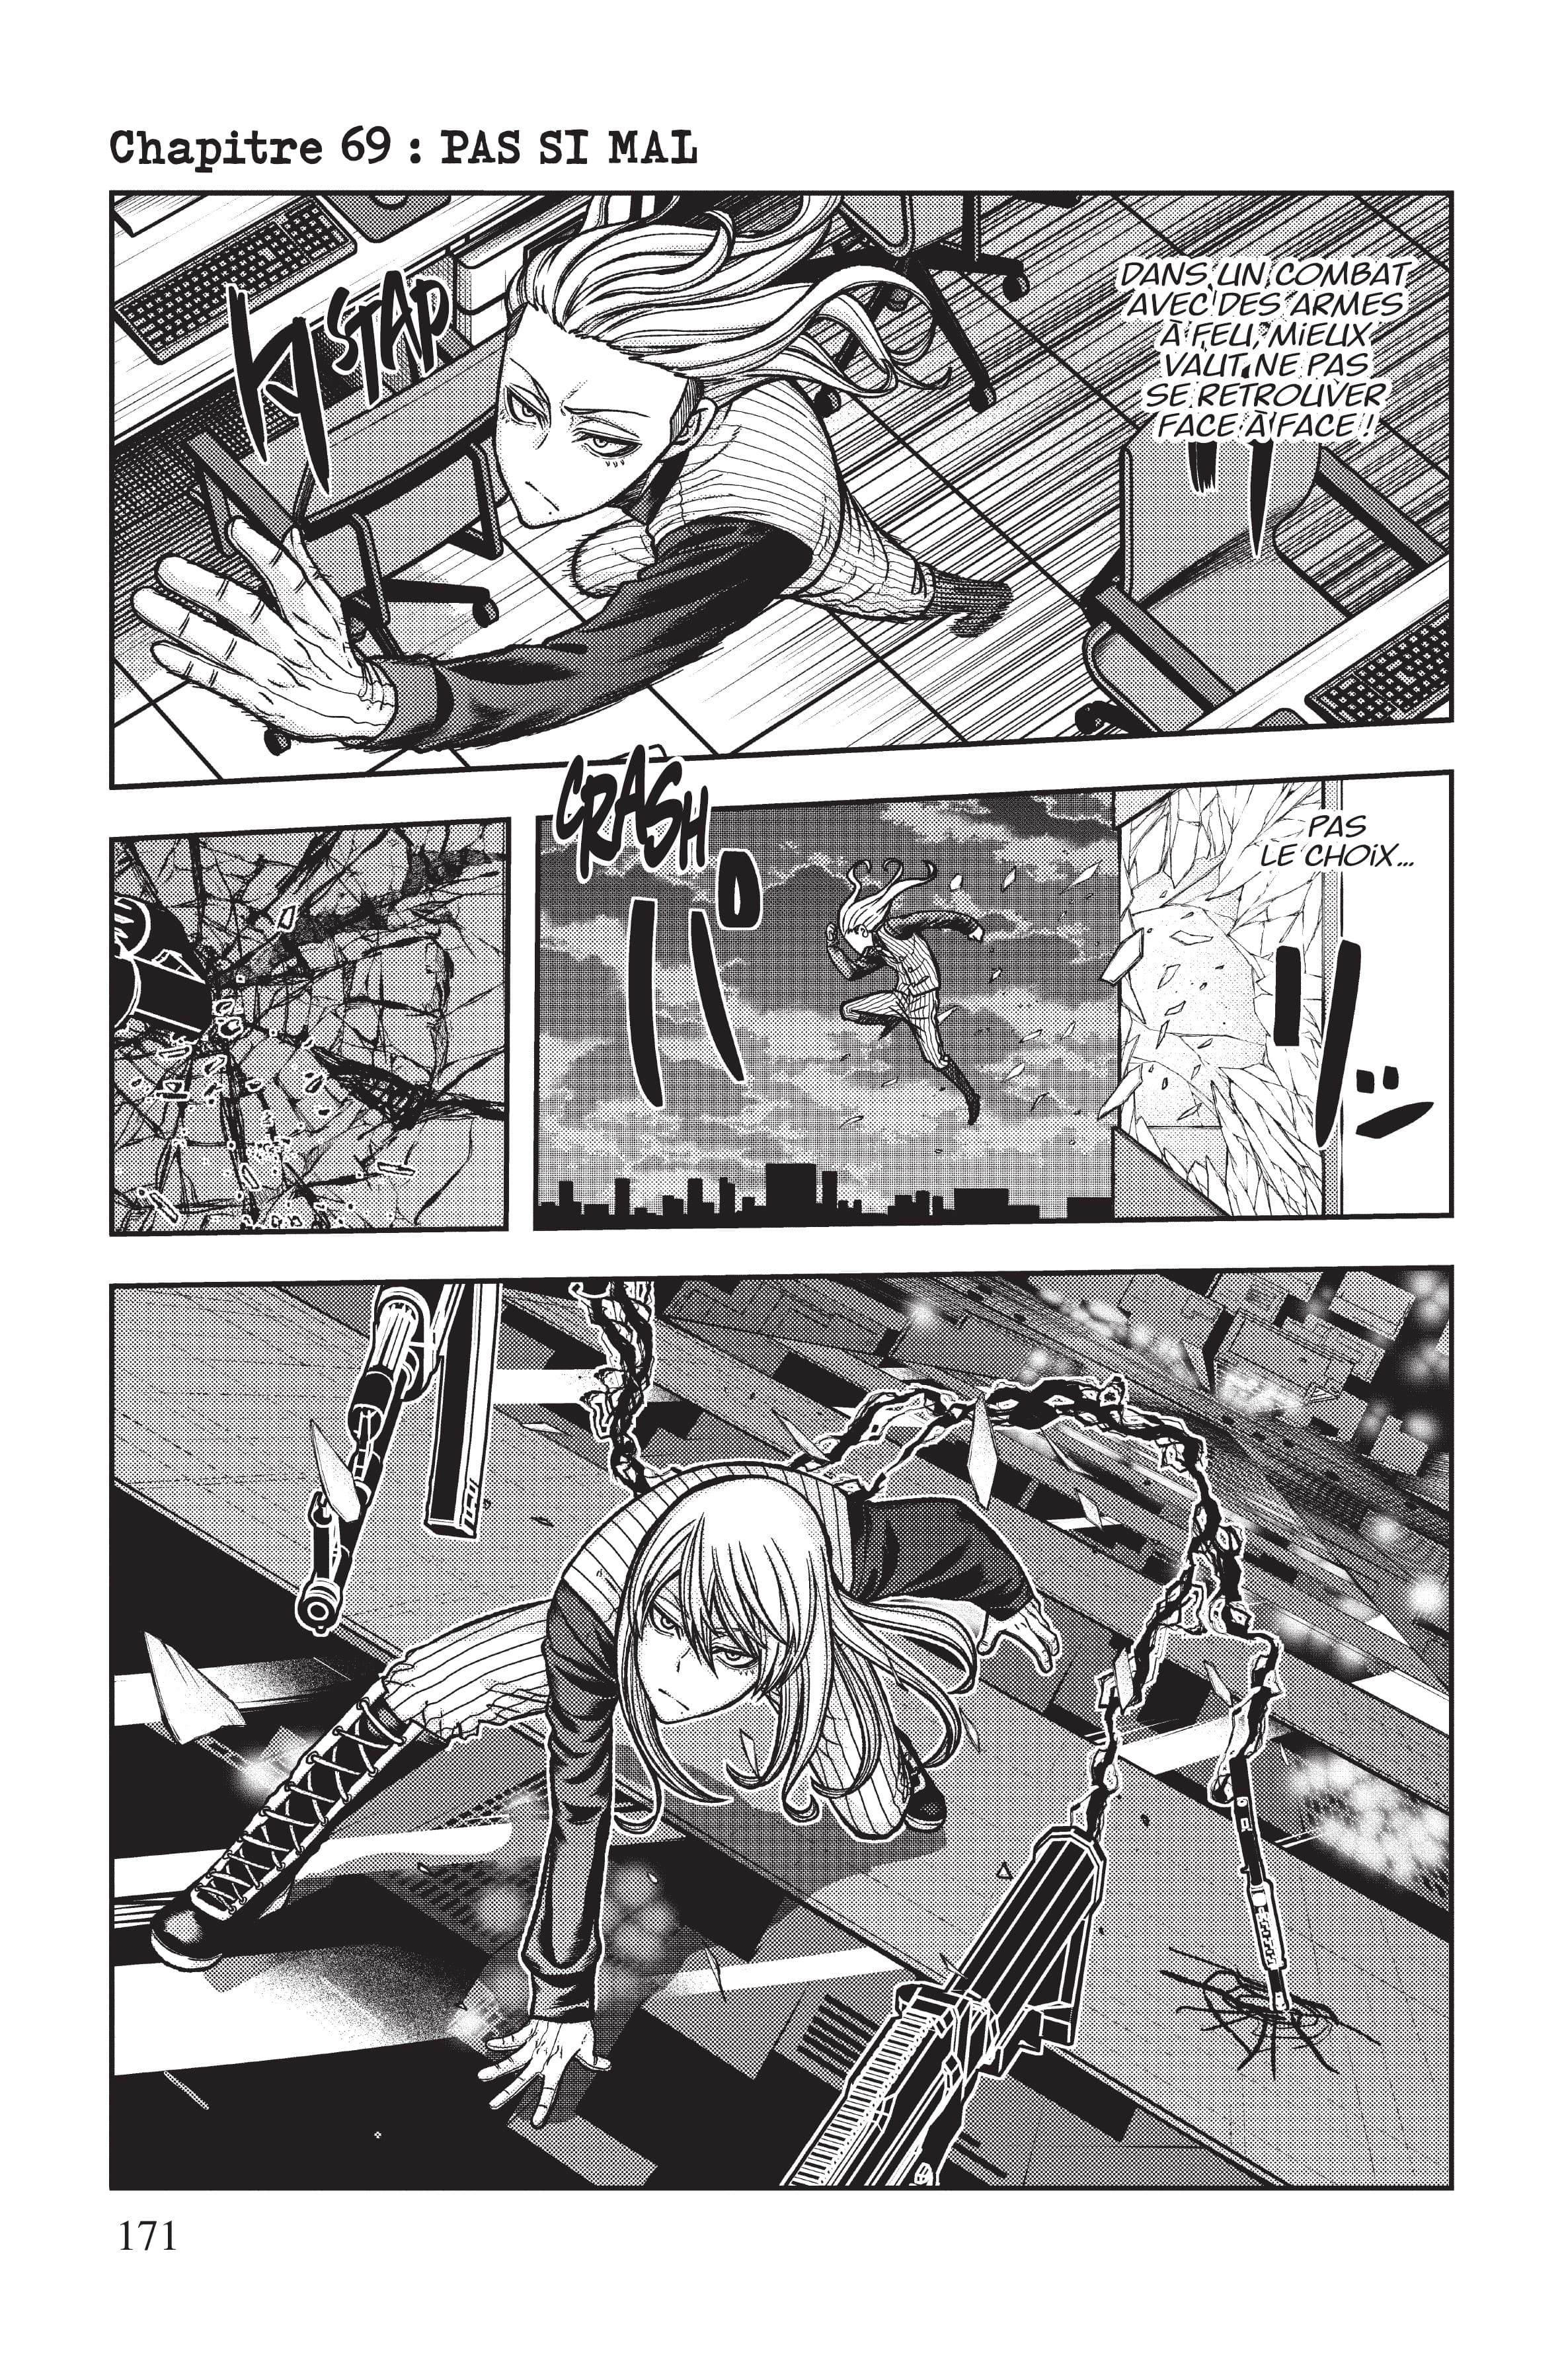 Chapitre 69 : PAS SI MAL
DANS UN COMBAT
AVEC DES ARMES
À FEU, MIEUX
VAUT NE PAS
SE RETROUVER
FACE À FACE !
STAP
PAS
LE CHOIX...
CRASH
パリッ
171